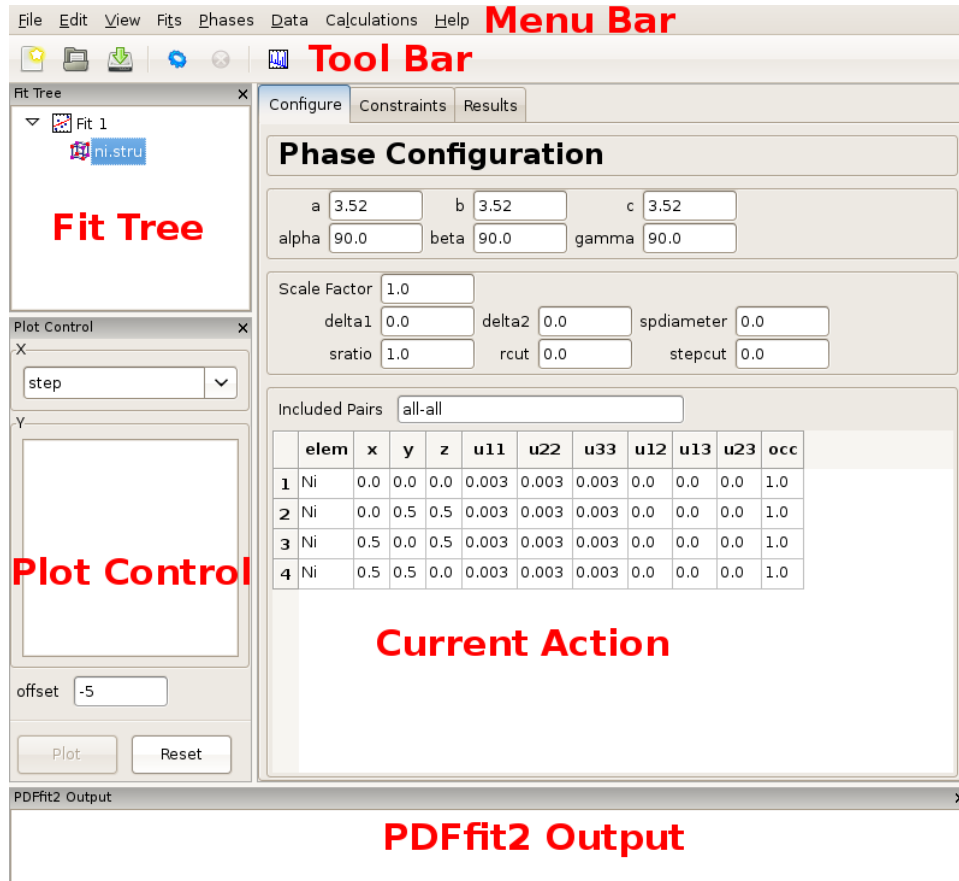 File Edit View Fits Phases Data Calculations Help Menu Bar
Tool Bar
Fit Tree x
Configure Constraints Results
Fit 1
ni.stru
Fit Tree
Phase Configuration
a 3.52 b 3.52 c 3.52
alpha 90.0 beta 90.0 gamma 90.0
Scale Factor 1.0
delta1 0.0 delta2 0.0 spdiameter 0.0
sratio 1.0 rcut 0.0 stepcut 0.0
Plot Control x
X
step
Y
Plot Control
offset -5
Plot Reset
Included Pairs all-all
elem x y z u11 u22 u33 u12 u13 u23 occ
1 Ni 0.0 0.0 0.0 0.003 0.003 0.003 0.0 0.0 0.0 1.0
2 Ni 0.0 0.5 0.5 0.003 0.003 0.003 0.0 0.0 0.0 1.0
3 Ni 0.5 0.0 0.5 0.003 0.003 0.003 0.0 0.0 0.0 1.0
4 Ni 0.5 0.5 0.0 0.003 0.003 0.003 0.0 0.0 0.0 1.0
Current Action
PDFfit2 Output x
PDFfit2 Output